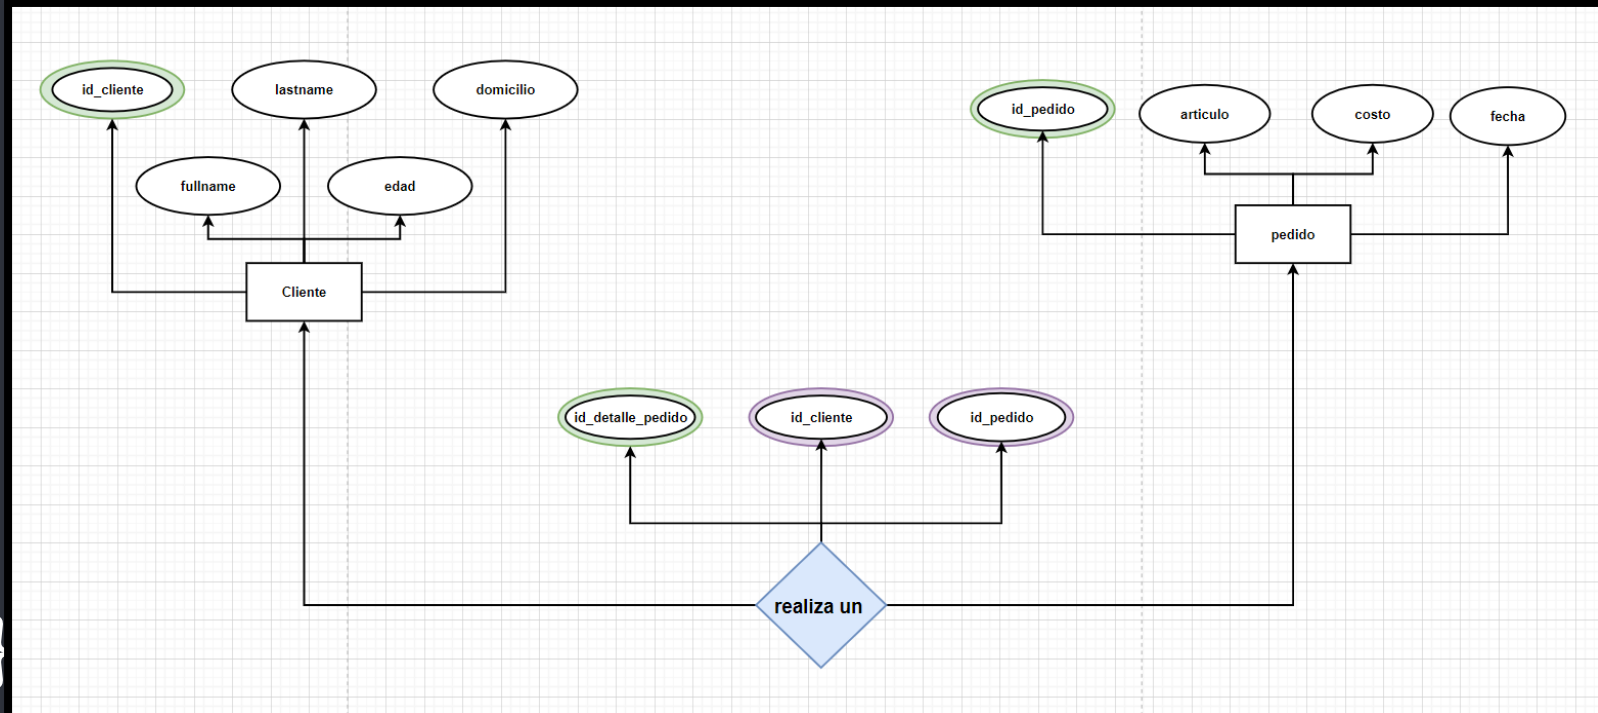 id_cliente
lastname
domicilio
id_pedido
articulo
costo
fecha
fullname
edad
pedido
Cliente
id_detalle_pedido
id_cliente
id_pedido
realiza un